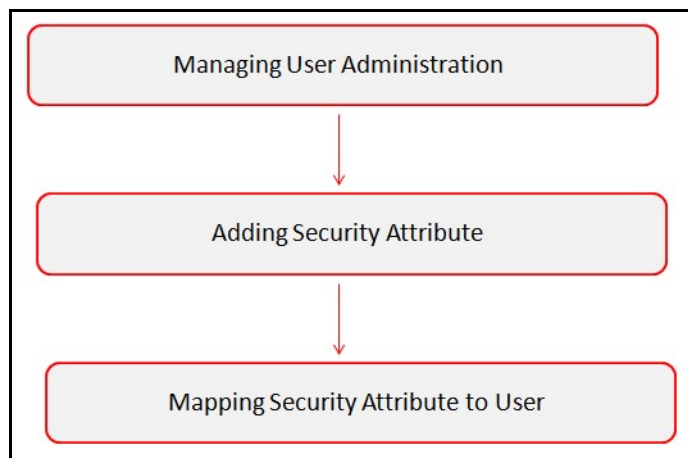 Managing User Administration
Adding Security Attribute
Mapping Security Attribute to User